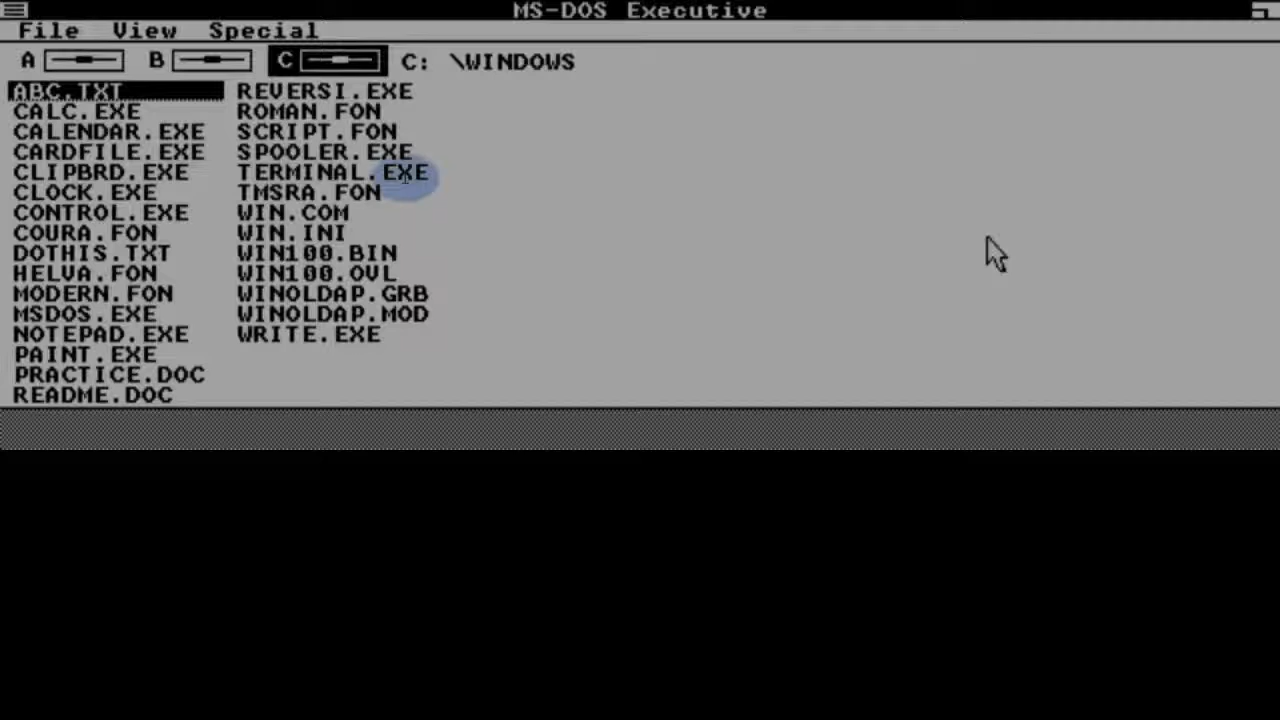 MS-DOS Executive
File View Special
A B C C: \WINDOWS
ABC.TXT REVERSI.EXE
CALC.EXE ROMAN.FON
CALENDAR.EXE SCRIPT.FON
CARDFILE.EXE SPOOLER.EXE
CLIPBRD.EXE TERMINAL.EXE
CLOCK.EXE TMSRA.FON
CONTROL.EXE WIN.COM
COURA.FON WIN.INI
DOTHIS.TXT WIN100.BIN
HELVA.FON WIN100.OVL
MODERN.FON WINOLDAP.GRB
MSDOS.EXE WINOLDAP.MOD
NOTEPAD.EXE WRITE.EXE
PAINT.EXE
PRACTICE.DOC
README.DOC